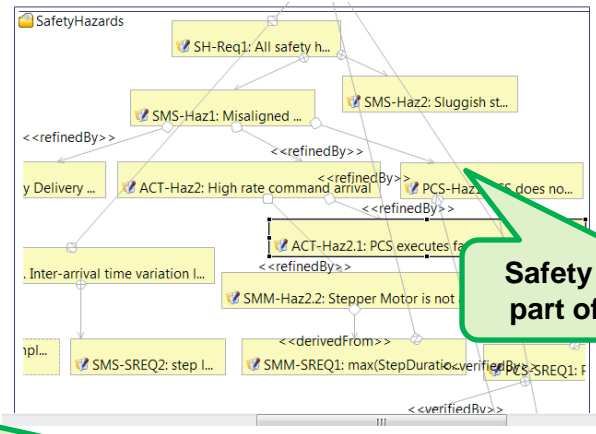 SafetyHazards
SH-Req1: All safety h...
SMS-Haz2: Sluggish st...
SMS-Haz1: Misaligned ...
<<refinedBy>>
<<refinedBy>>
<<refinedBy>>
y Delivery ...
ACT-Haz2: High rate command arrival
PCS-Haz does no...
<<refinedBy>>
ACT-Haz2.1: PCS executes fa
<<refinedBy>>
. Inter-arrival time variation l...
Safety
part of
SMM-Haz2.2: Stepper Motor is not
<<derivedFrom>>
npl...
SMS-SREQ2: step l...
SMM-SREQ1: max(StepDuratio
<<verifiedBy>>
PCS-SREQ1:
<<verifiedBy>>